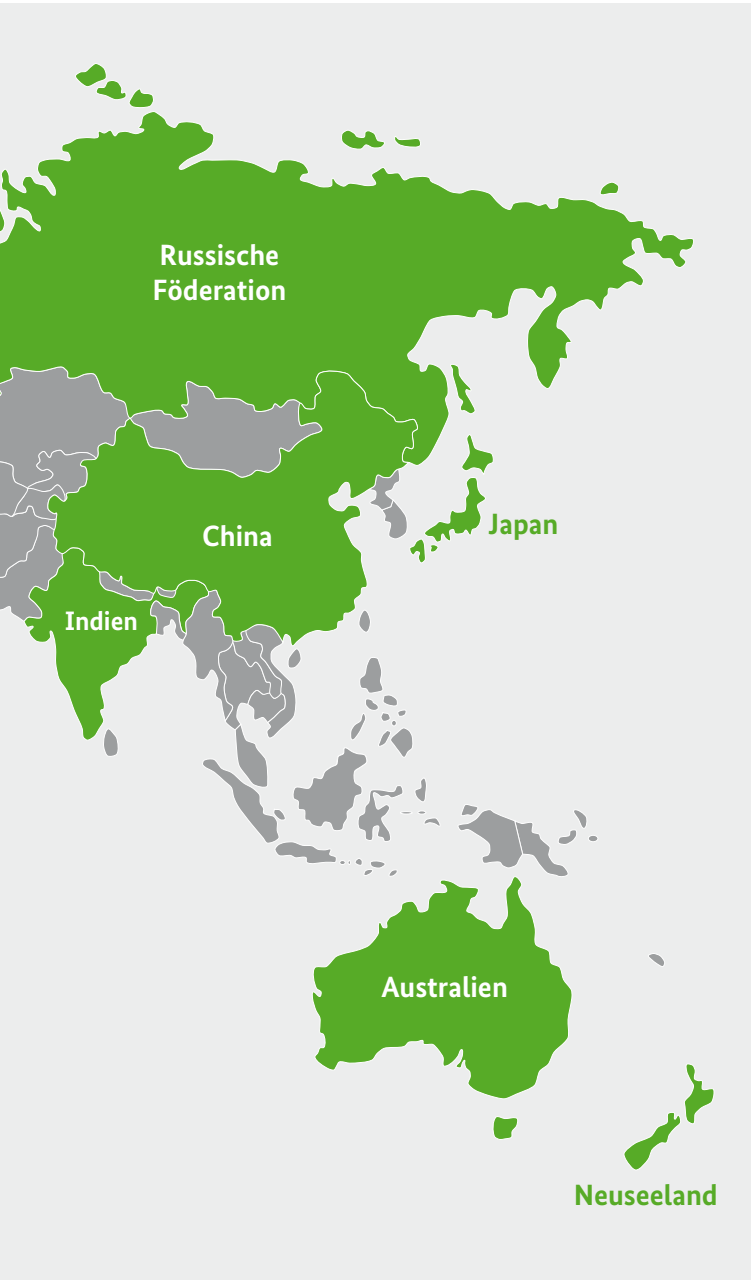 Russische
Föderation
China
Japan
Indien
Australien
Neuseeland